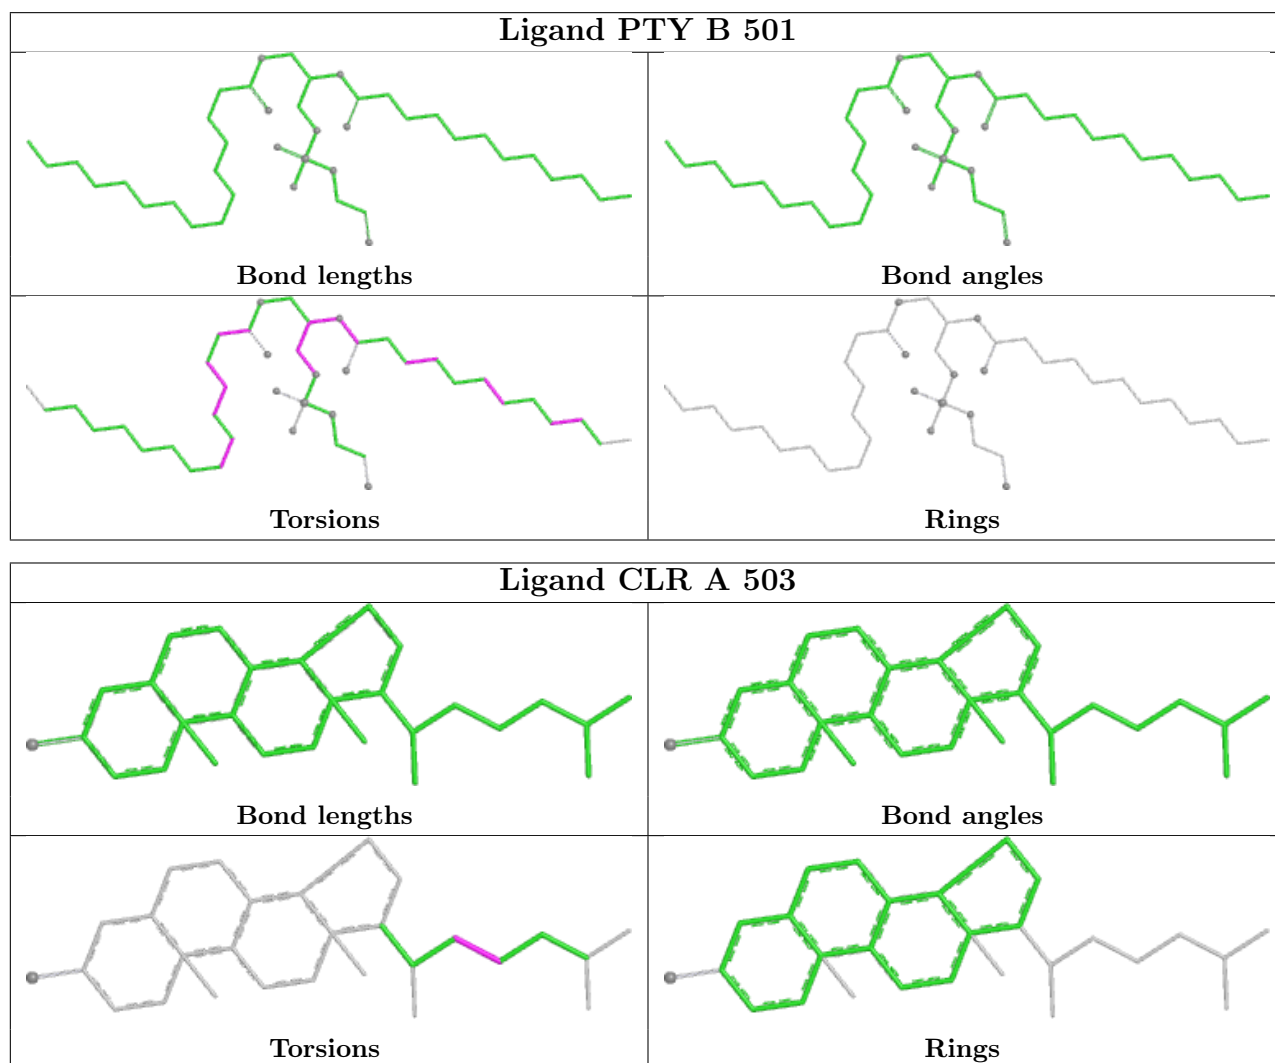 Ligand PTY B 501
Bond lengths
Bond angles
Torsions
Rings
Ligand CLR A 503
Bond lengths
Bond angles
Torsions
Rings